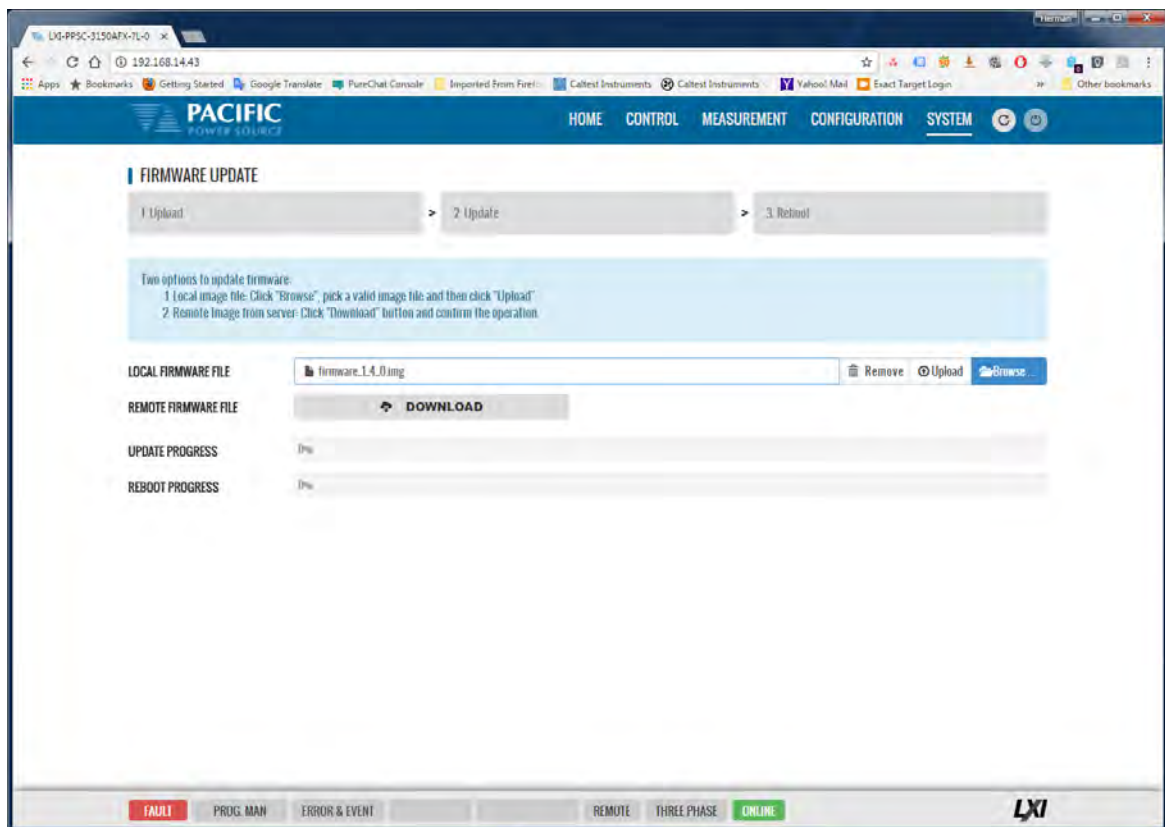 Herman
LXI-PPSC-3150AFX-7L-0
192.168.14.43
Apps Bookmarks Getting Started Google Translate PureChat Console Imported From Firef Caltest Instruments Caltest Instruments Yahoo! Mail Exact Target Login Other bookmarks
PACIFIC
POWER SOURCE
HOME CONTROL MEASUREMENT CONFIGURATION SYSTEM
FIRMWARE UPDATE
1. Upload > 2. Update > 3. Reboot
Two options to update firmware:
1. Local image file: Click "Browse", pick a valid image file and then click "Upload"
2. Remote Image from server: Click "Download" button and confirm the operation.
LOCAL FIRMWARE FILE firmware_1.4_0.img Remove Upload Browse ...
REMOTE FIRMWARE FILE DOWNLOAD
UPDATE PROGRESS 0%
REBOOT PROGRESS 0%
FAULT PROG. MAN ERROR & EVENT REMOTE THREE PHASE ONLINE LXI